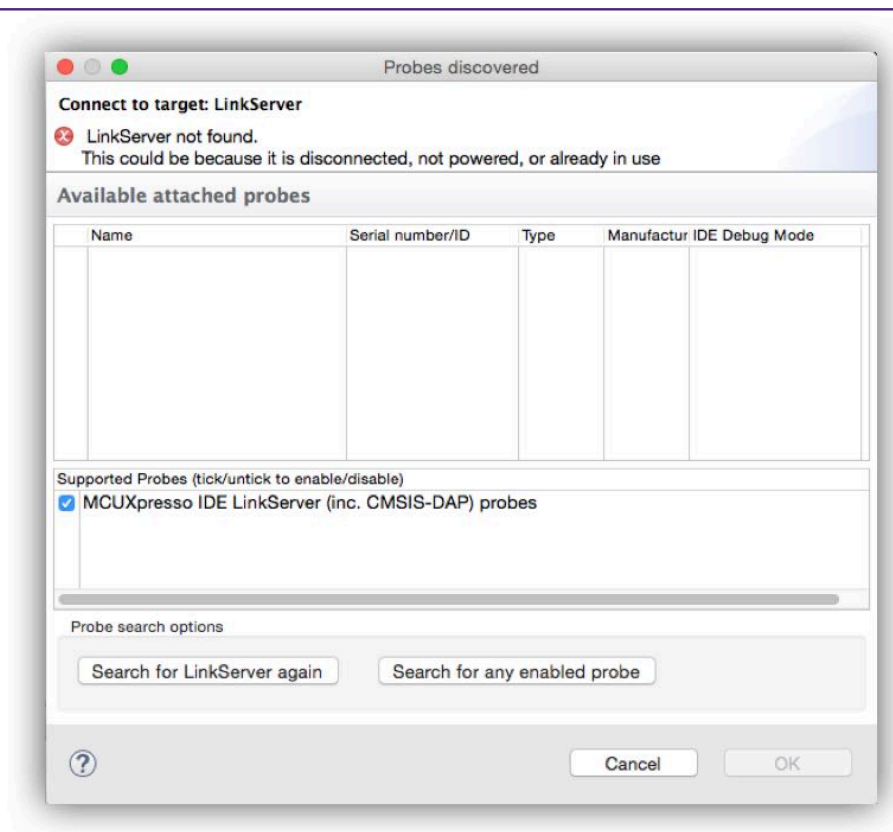 Probes discovered
Connect to target: LinkServer
LinkServer not found.
This could be because it is disconnected, not powered, or already in use
Available attached probes
Name Serial number/ID Type Manufactur IDE Debug Mode
Supported Probes (tick/untick to enable/disable)
MCUXpresso IDE LinkServer (inc. CMSIS-DAP) probes
Probe search options
Search for LinkServer again Search for any enabled probe
? Cancel OK